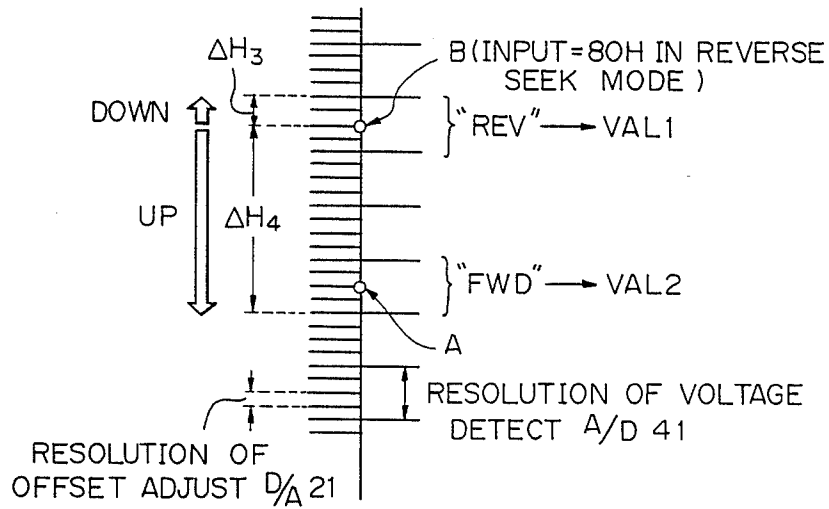 ΔH3
B(INPUT=80H IN REVERSE
SEEK MODE)
DOWN
"REV" → VAL1
UP
ΔH4
"FWD" → VAL2
A
RESOLUTION OF VOLTAGE
DETECT A/D 41
RESOLUTION OF
OFFSET ADJUST D/A 21